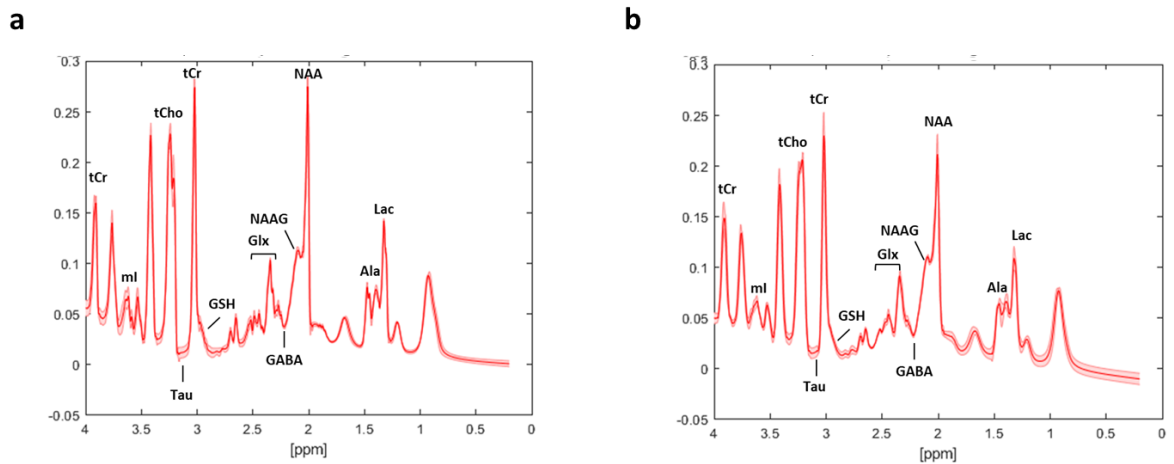 a
b
0.3
0.25
0.2
0.15
0.1
0.05
0
-0.05
4 3.5 3 2.5 2 1.5 1 0.5 0
[ppm]
tCr
tCho
tCr
NAA
mI
GSH
Tau
Glx
NAAG
GABA
Ala
Lac
0.3
0.25
0.2
0.15
0.1
0.05
0
-0.05
4 3.5 3 2.5 2 1.5 1 0.5 0
[ppm]
tCr
tCho
tCr
NAA
mI
GSH
Tau
Glx
NAAG
GABA
Ala
Lac